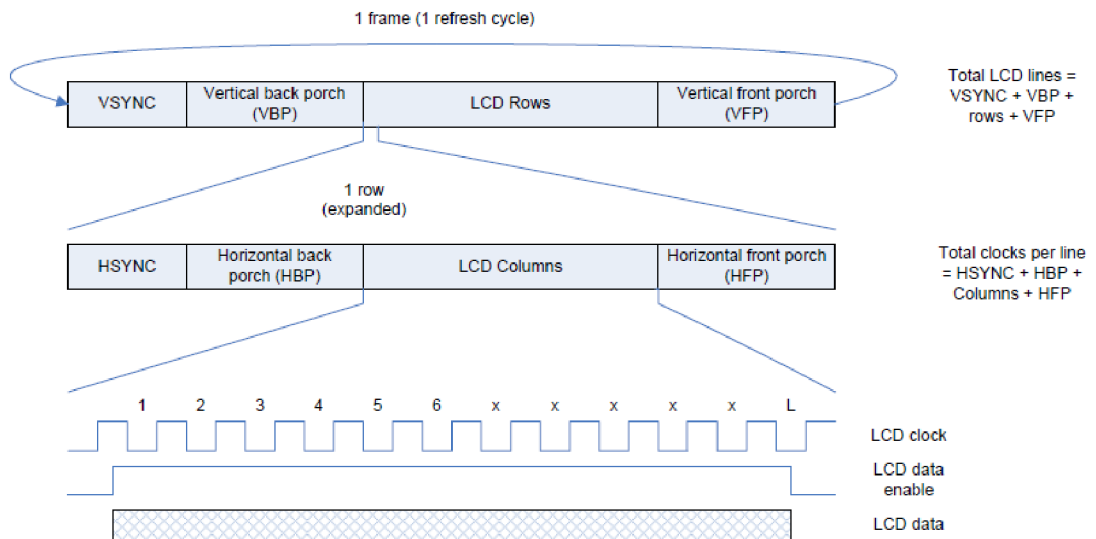 1 frame (1 refresh cycle)
VSYNC
Vertical back porch
(VBP)
LCD Rows
Vertical front porch
(VFP)
Total LCD lines =
VSYNC + VBP +
rows + VFP
1 row
(expanded)
HSYNC
Horizontal back
porch (HBP)
LCD Columns
Horizontal front porch
(HFP)
Total clocks per line
= HSYNC + HBP +
Columns + HFP
1 2 3 4 5 6 x x x x x L
LCD clock
LCD data
enable
LCD data